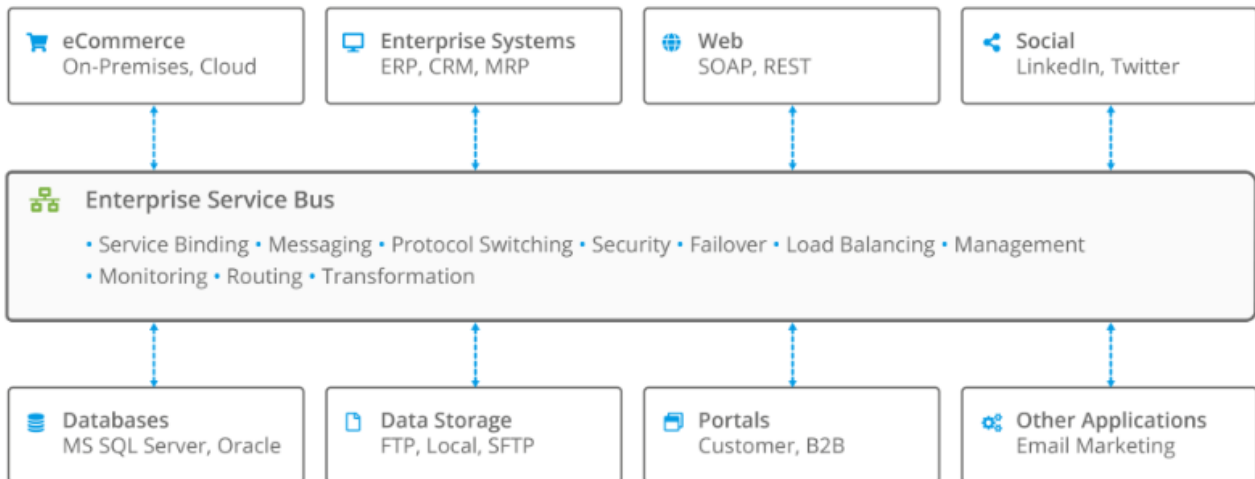 eCommerce
On-Premises, Cloud
Enterprise Systems
ERP, CRM, MRP
Web
SOAP, REST
Social
LinkedIn, Twitter
Enterprise Service Bus
• Service Binding • Messaging • Protocol Switching • Security • Failover • Load Balancing • Management
• Monitoring • Routing • Transformation
Databases
MS SQL Server, Oracle
Data Storage
FTP, Local, SFTP
Portals
Customer, B2B
Other Applications
Email Marketing